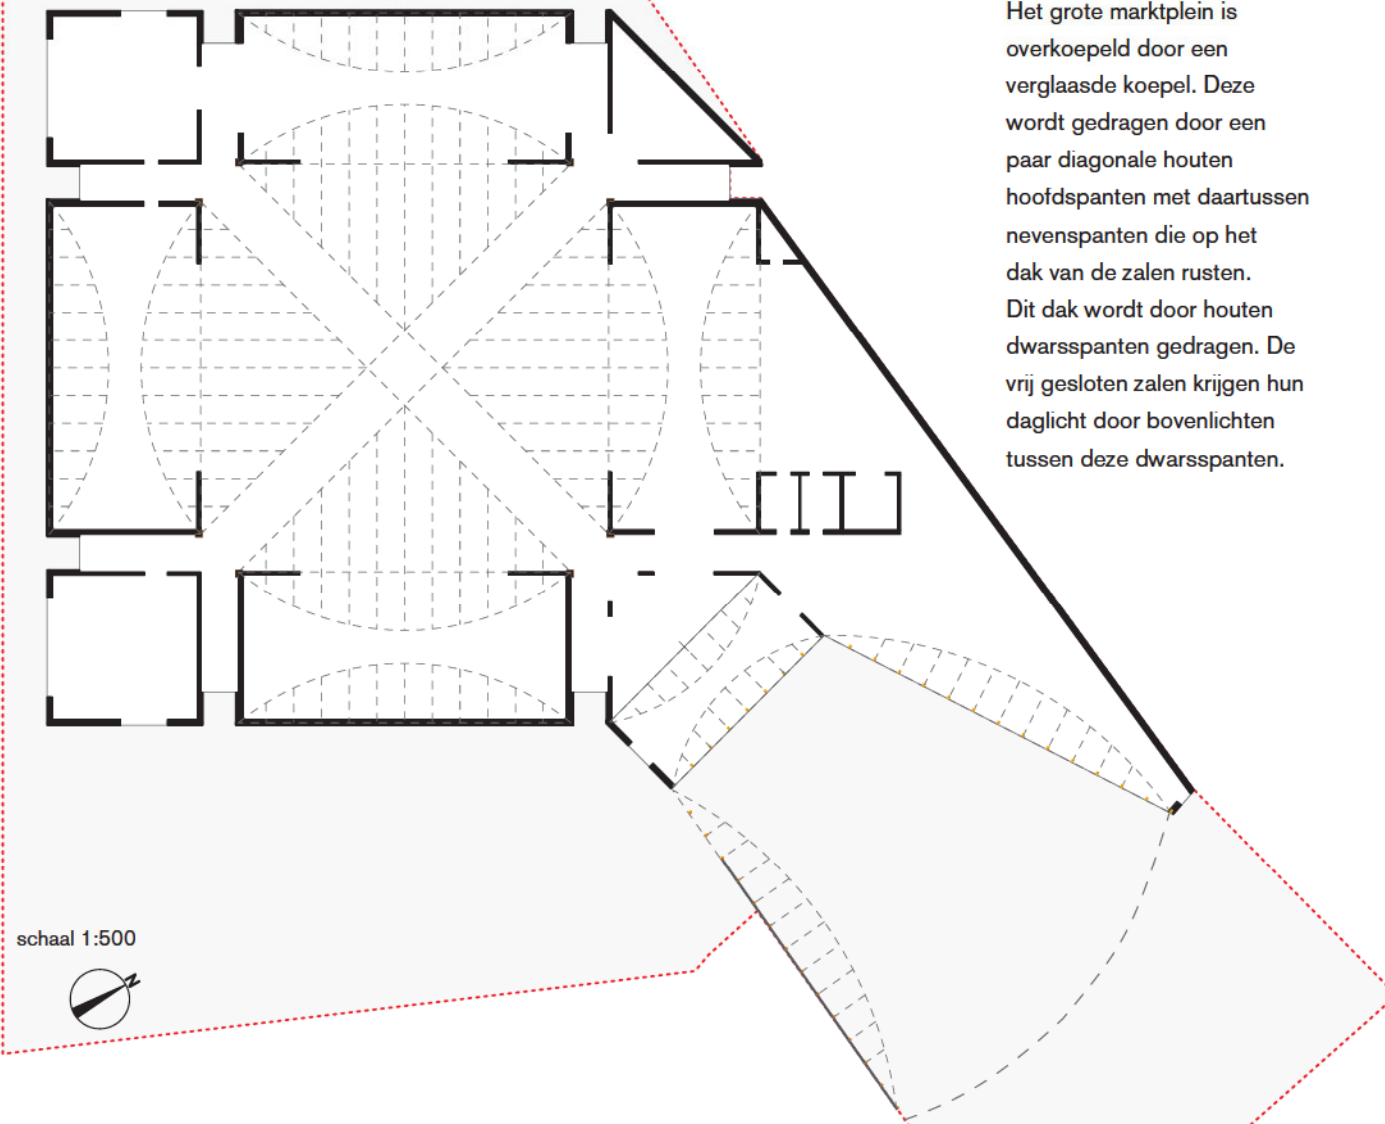 Het grote marktplein is
overkoepeld door een
verglaasde koepel. Deze
wordt gedragen door een
paar diagonale houten
hoofdspanten met daartussen
nevenspanten die op het
dak van de zalen rusten.
Dit dak wordt door houten
dwarsspanten gedragen. De
vrij gesloten zalen krijgen hun
daglicht door bovenlichten
tussen deze dwarsspanten.
schaal 1:500
N